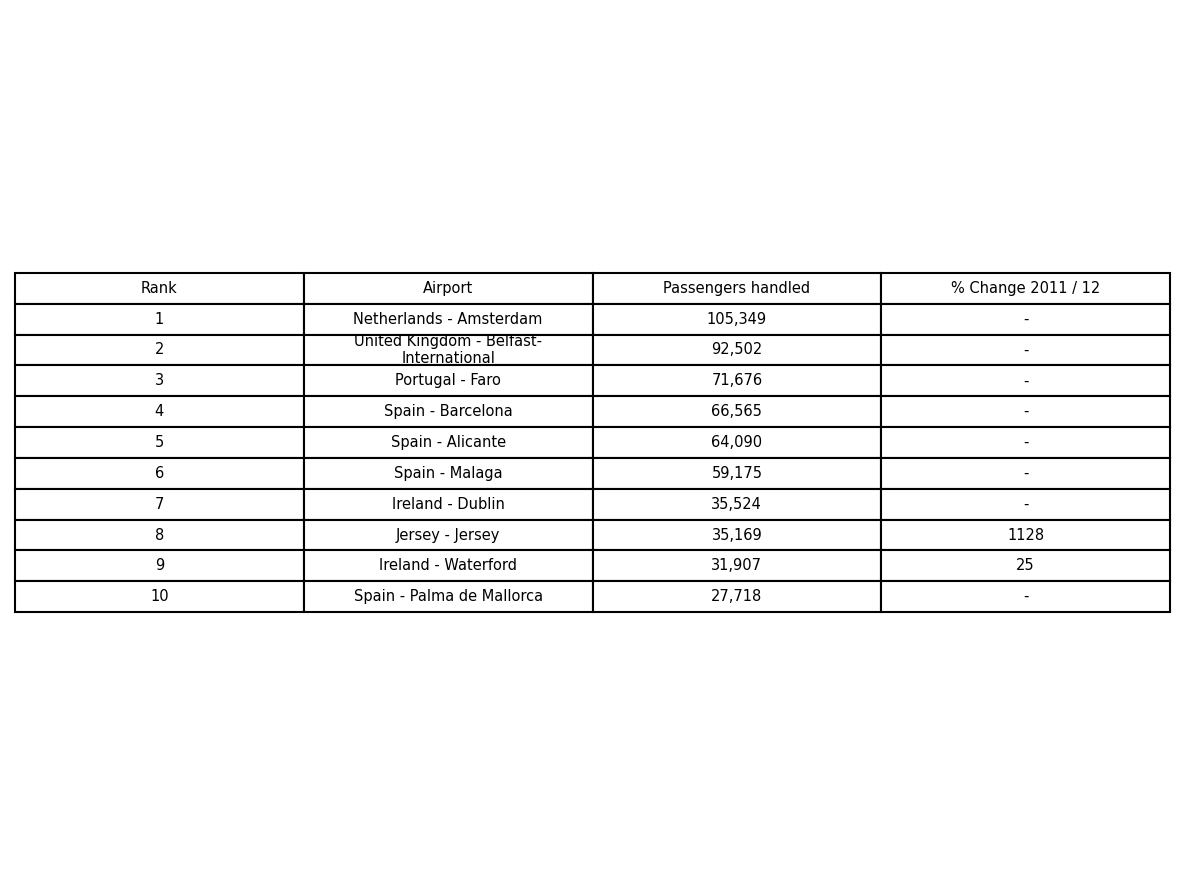 Rank Airport Passengers handled % Change 2011 / 12
1 Netherlands - Amsterdam 105,349 -
2 United Kingdom - Belfast-
International 92,502 -
3 Portugal - Faro 71,676 -
4 Spain - Barcelona 66,565 -
5 Spain - Alicante 64,090 -
6 Spain - Malaga 59,175 -
7 Ireland - Dublin 35,524 -
8 Jersey - Jersey 35,169 1128
9 Ireland - Waterford 31,907 25
10 Spain - Palma de Mallorca 27,718 -